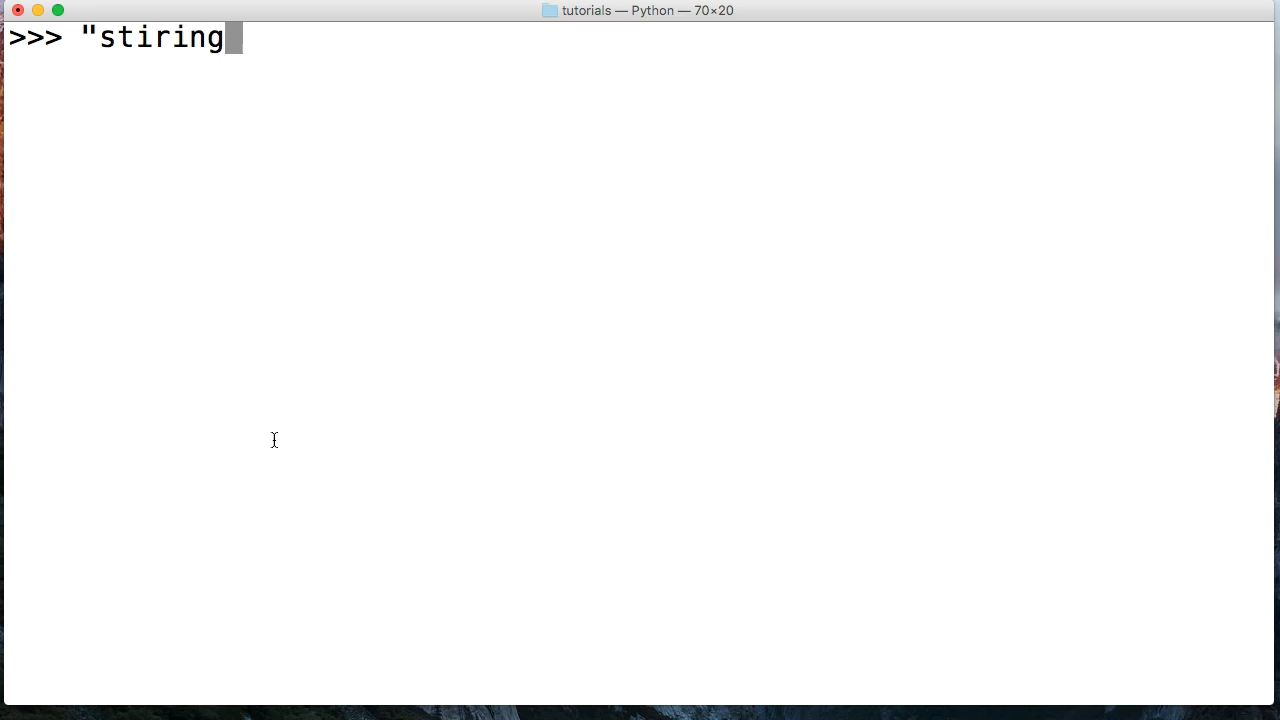 tutorials — Python — 70×20
>>> "stiring